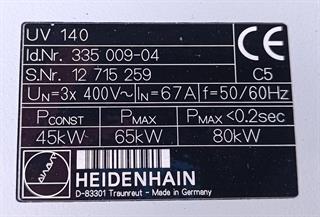 UV 140
Id.Nr. 335 009-04
S.Nr. 12 715 259
CE
C5
UN=3x 400V~ IN=67A f=50/60Hz
PCONST PMAX PMAX<0.2sec
45kW 65kW 80kW
HEIDENHAIN
D-83301 Traunreut - Made in Germany